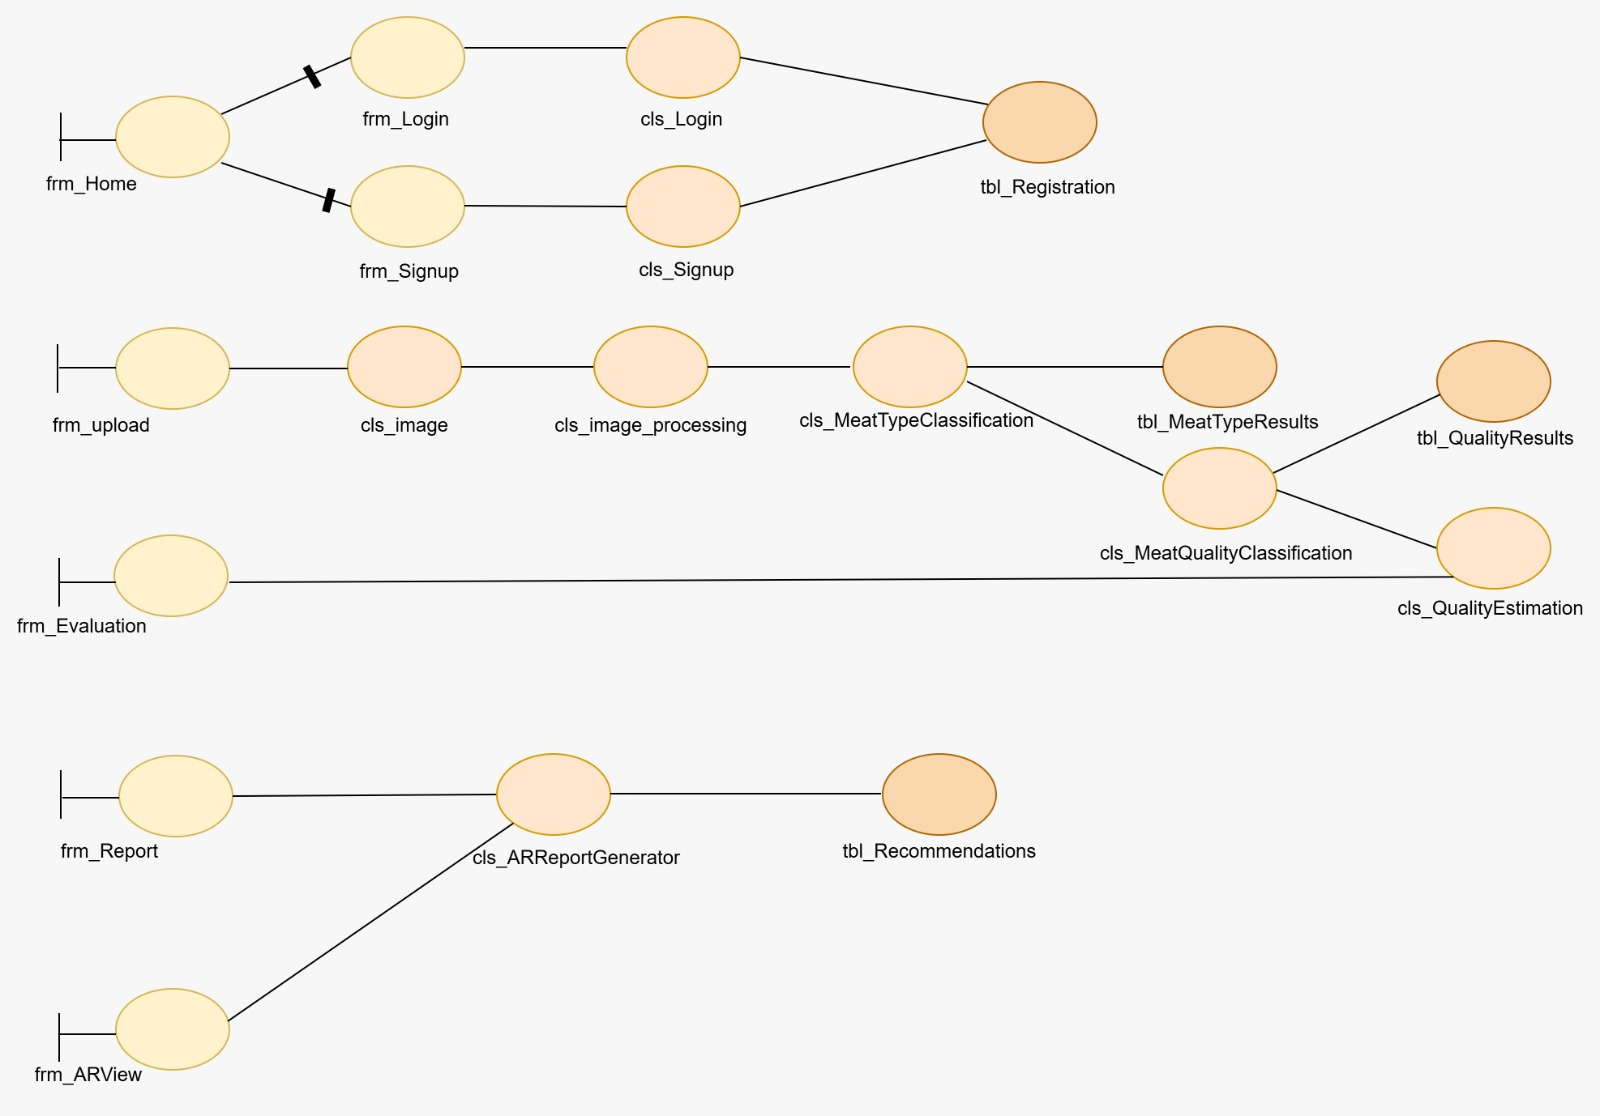 frm_Login
cls_Login
frm_Home
tbl_Registration
frm_Signup
cls_Signup
frm_upload
cls_image
cls_image_processing
cls_MeatTypeClassification
tbl_MeatTypeResults
tbl_QualityResults
cls_MeatQualityClassification
cls_QualityEstimation
frm_Evaluation
frm_Report
cls_ARReportGenerator
tbl_Recommendations
frm_ARView